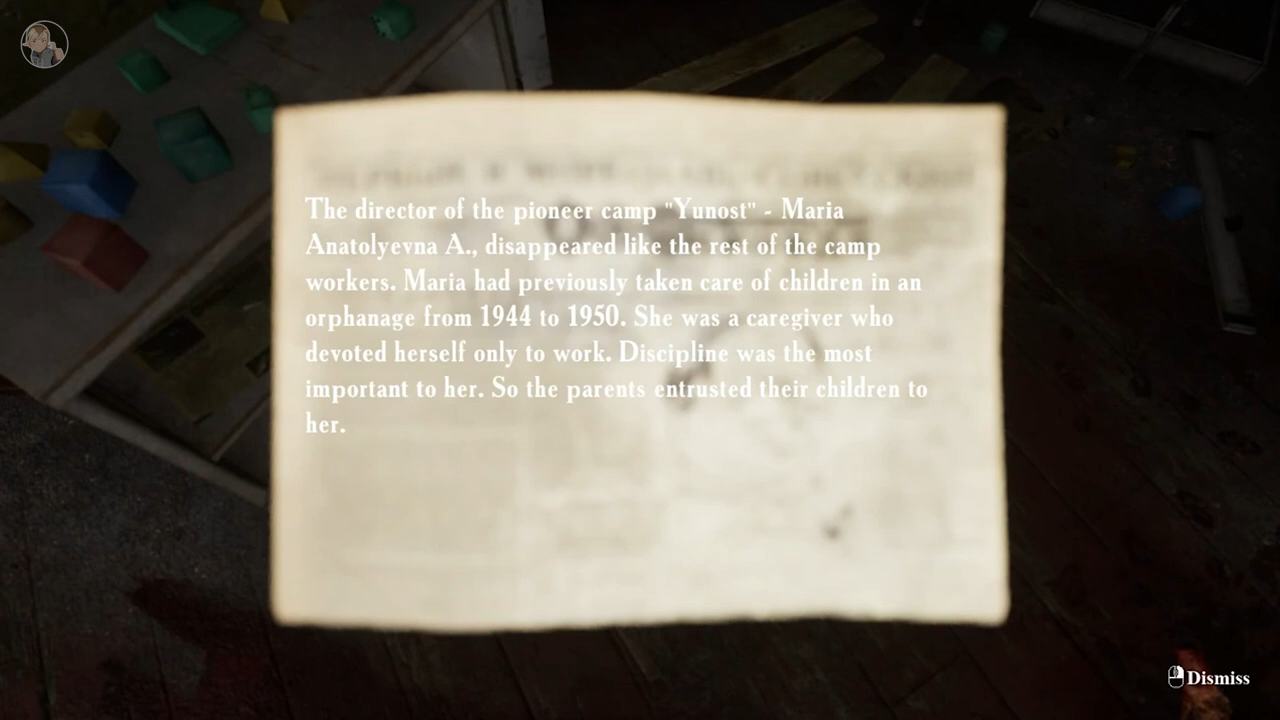 The director of the pioneer camp "Yunost" - Maria
Anatolyevna A., disappeared like the rest of the camp
workers. Maria had previously taken care of children in an
orphanage from 1944 to 1950. She was a caregiver who
devoted herself only to work. Discipline was the most
important to her. So the parents entrusted their children to
her.
Dismiss